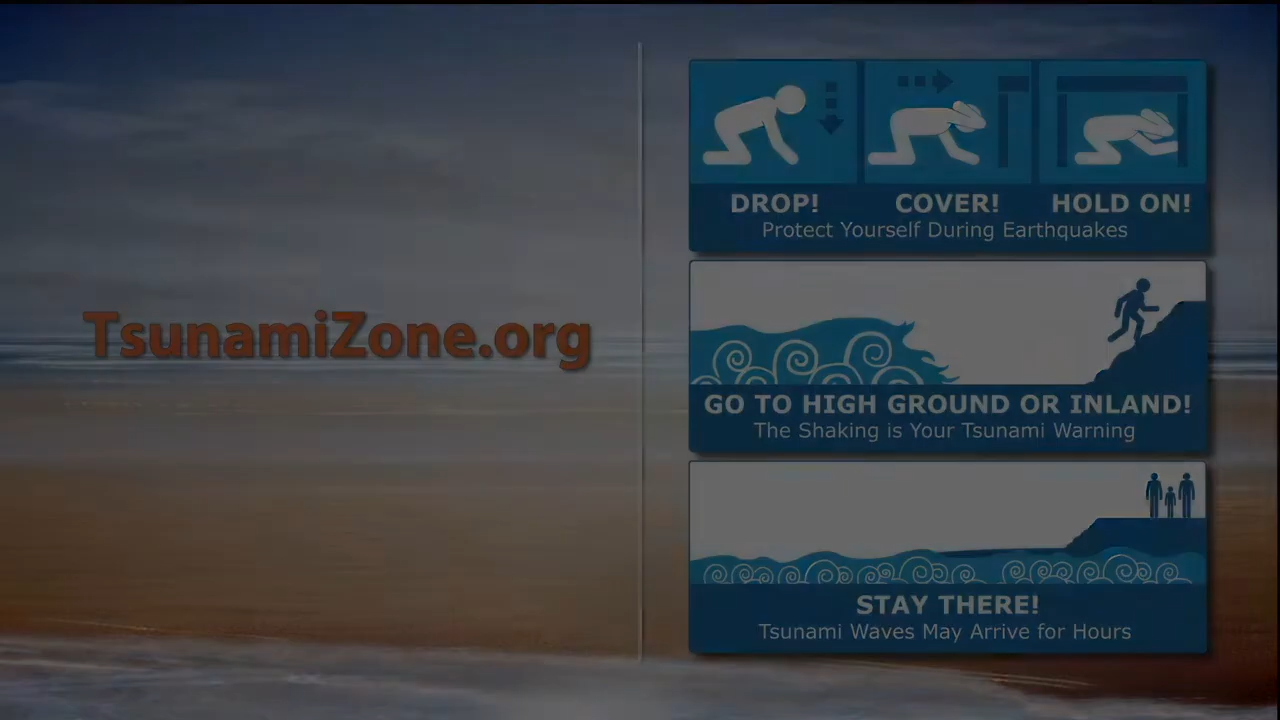 TsunamiZone.org
DROP! COVER! HOLD ON!
Protect Yourself During Earthquakes
GO TO HIGH GROUND OR INLAND!
The Shaking is Your Tsunami Warning
STAY THERE!
Tsunami Waves May Arrive for Hours